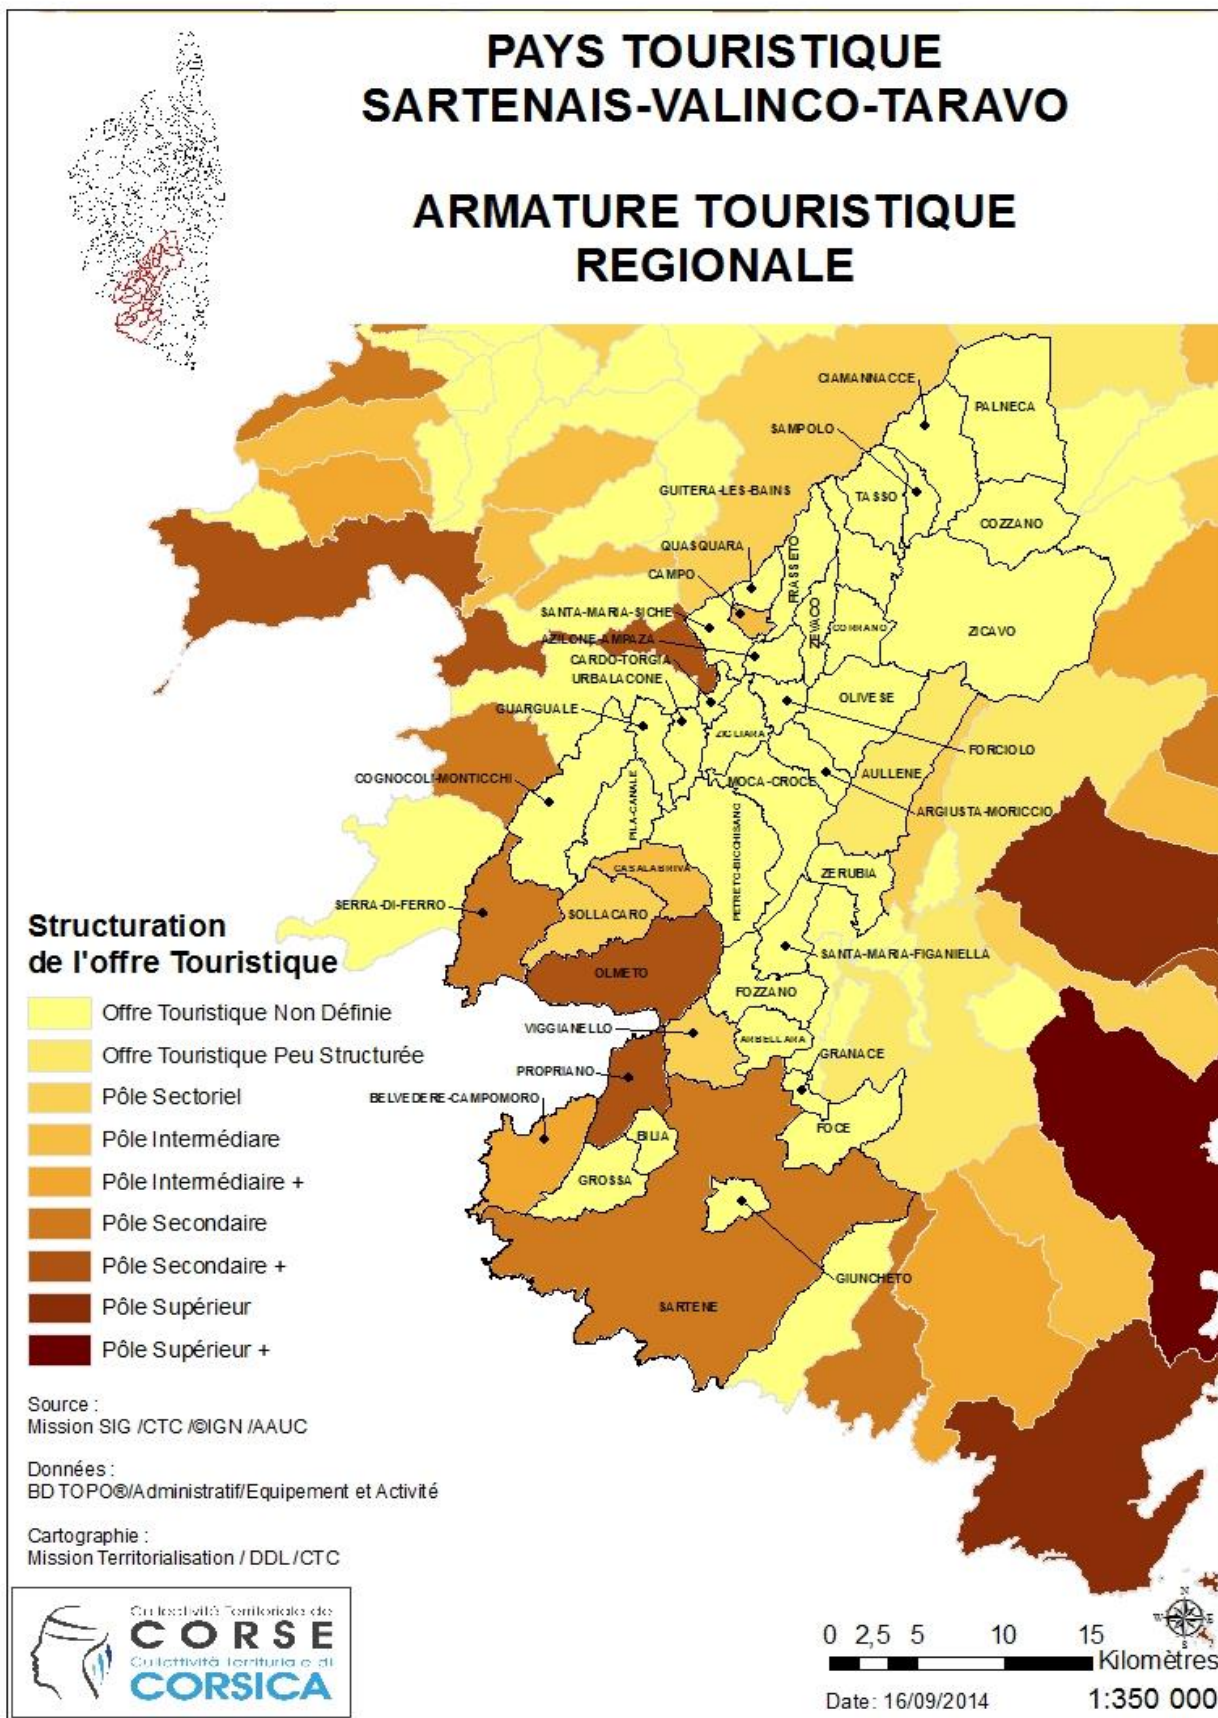 PAYS TOURISTIQUE
SARTENAIS-VALINCO-TARAVO
ARMATURE TOURISTIQUE
REGIONALE
CIAMANNACCE
PALNECA
SAMPOLO
GUITERA-LES-BAINS
TASSO
COZZANO
QUASQUARA
FRASSETO
CAMPO
SANTA-MARIA-SICHE
ZEVACO
CORRANO
ZICAVO
AZILONE-AMPAZA
CARDO-TORGIA
URBALACONE
OLIVESE
GUARGUALE
ZIGLIARA
FORCIOLO
COGNOCOLI-MONTICCHI
MOCA-CROCE
AULLENE
PILA-CANALE
ARGIUSTA-MORICCIO
PETRETO-BICCHISANO
CASALABRIVA
ZERUBIA
SERRA-DI-FERRO
SOLLACARO
SANTA-MARIA-FIGANIELLA
OLMETO
FOZZANO
VIGGIANELLO
ARBELLARA
GRANACE
PROPRIANO
BELVEDERE-CAMPOMORO
FOCE
BILIA
GROSSA
GIUNCHETO
SARTENE
Structuration
de l'offre Touristique
Offre Touristique Non Définie
Offre Touristique Peu Structurée
Pôle Sectoriel
Pôle Intermédiare
Pôle Intermédiaire +
Pôle Secondaire
Pôle Secondaire +
Pôle Supérieur
Pôle Supérieur +
Source :
Mission SIG /CTC /©IGN /AAUC
Données :
BD TOPO®/Administratif/Equipement et Activité
Cartographie :
Mission Territorialisation / DDL /CTC
Collectivité Territoriale de
CORSE
Cullettività Territuriale di
CORSICA
N
W E
S
0 2,5 5 10 15
Kilomètres
Date: 16/09/2014 1:350 000